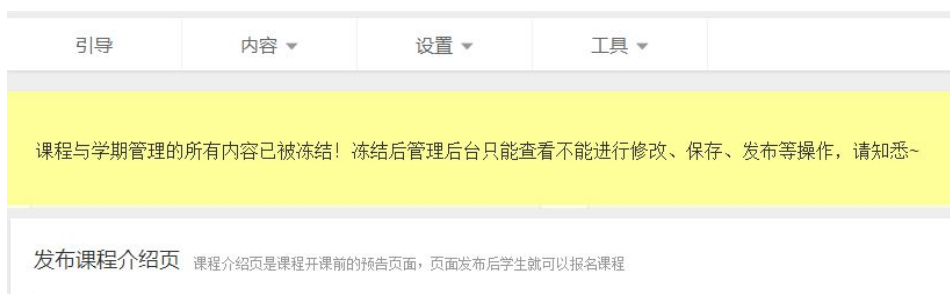 引导 内容 设置 工具
课程与学期管理的所有内容已被冻结！冻结后管理后台只能查看不能进行修改、保存、发布等操作，请知悉~
发布课程介绍页 课程介绍页是课程开课前的预告页面，页面发布后学生就可以报名课程